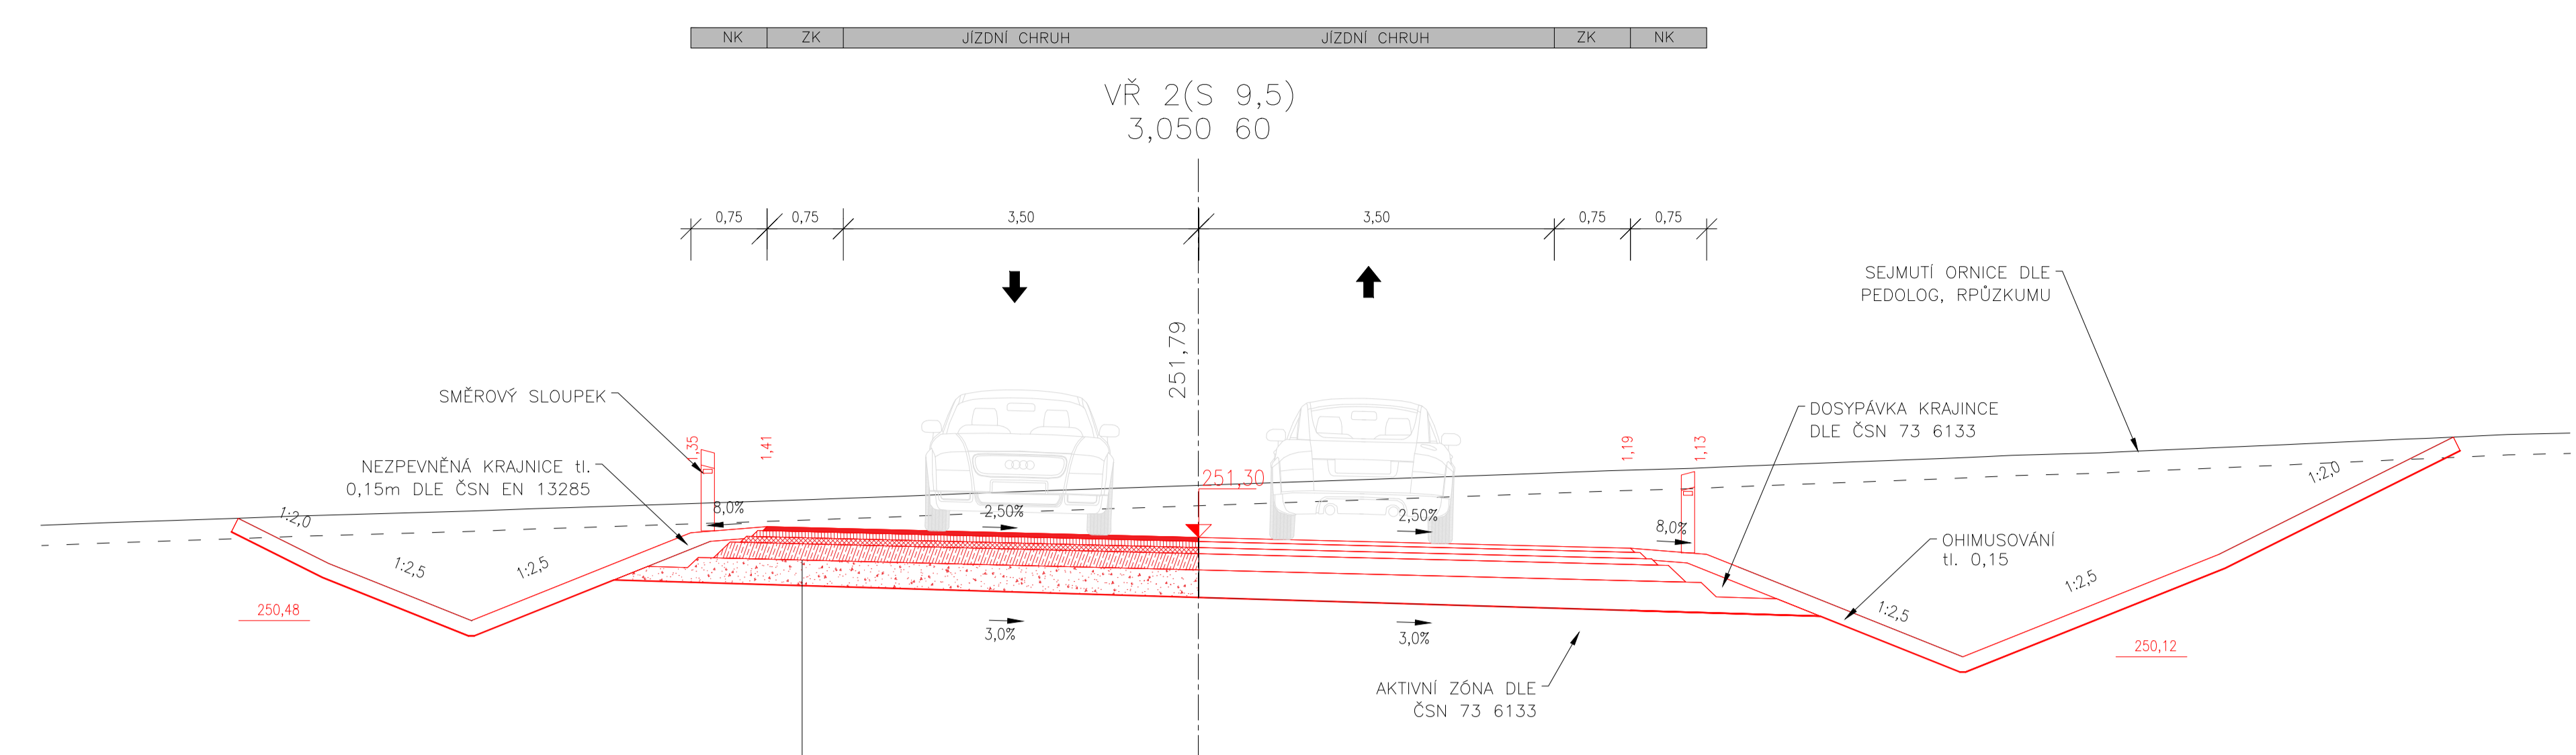 NK ZK JÍZDNÍ CHRUH JÍZDNÍ CHRUH ZK NK
VŘ 2(S 9,5)
3,050 60
0,75 0,75 3,50 3,50 0,75 0,75
SEJMUTÍ ORNICE DLE
PEDOLOG, RPŮZKUMU
251,79
SMĚROVÝ SLOUPEK
DOSYPÁVKA KRAJINCE
DLE ČSN 73 6133
1,35 1,41 1,19 1,13
NEZPEVNĚNÁ KRAJNICE tl.
0,15m DLE ČSN EN 13285
251,30
1:2,0
1:2,0
8,0% 2,50% 2,50% 8,0%
OHIMUSOVÁNÍ
tl. 0,15
1:2,5 1:2,5 1:2,5 1:2,5
250,48
3,0% 3,0%
250,12
AKTIVNÍ ZÓNA DLE
ČSN 73 6133